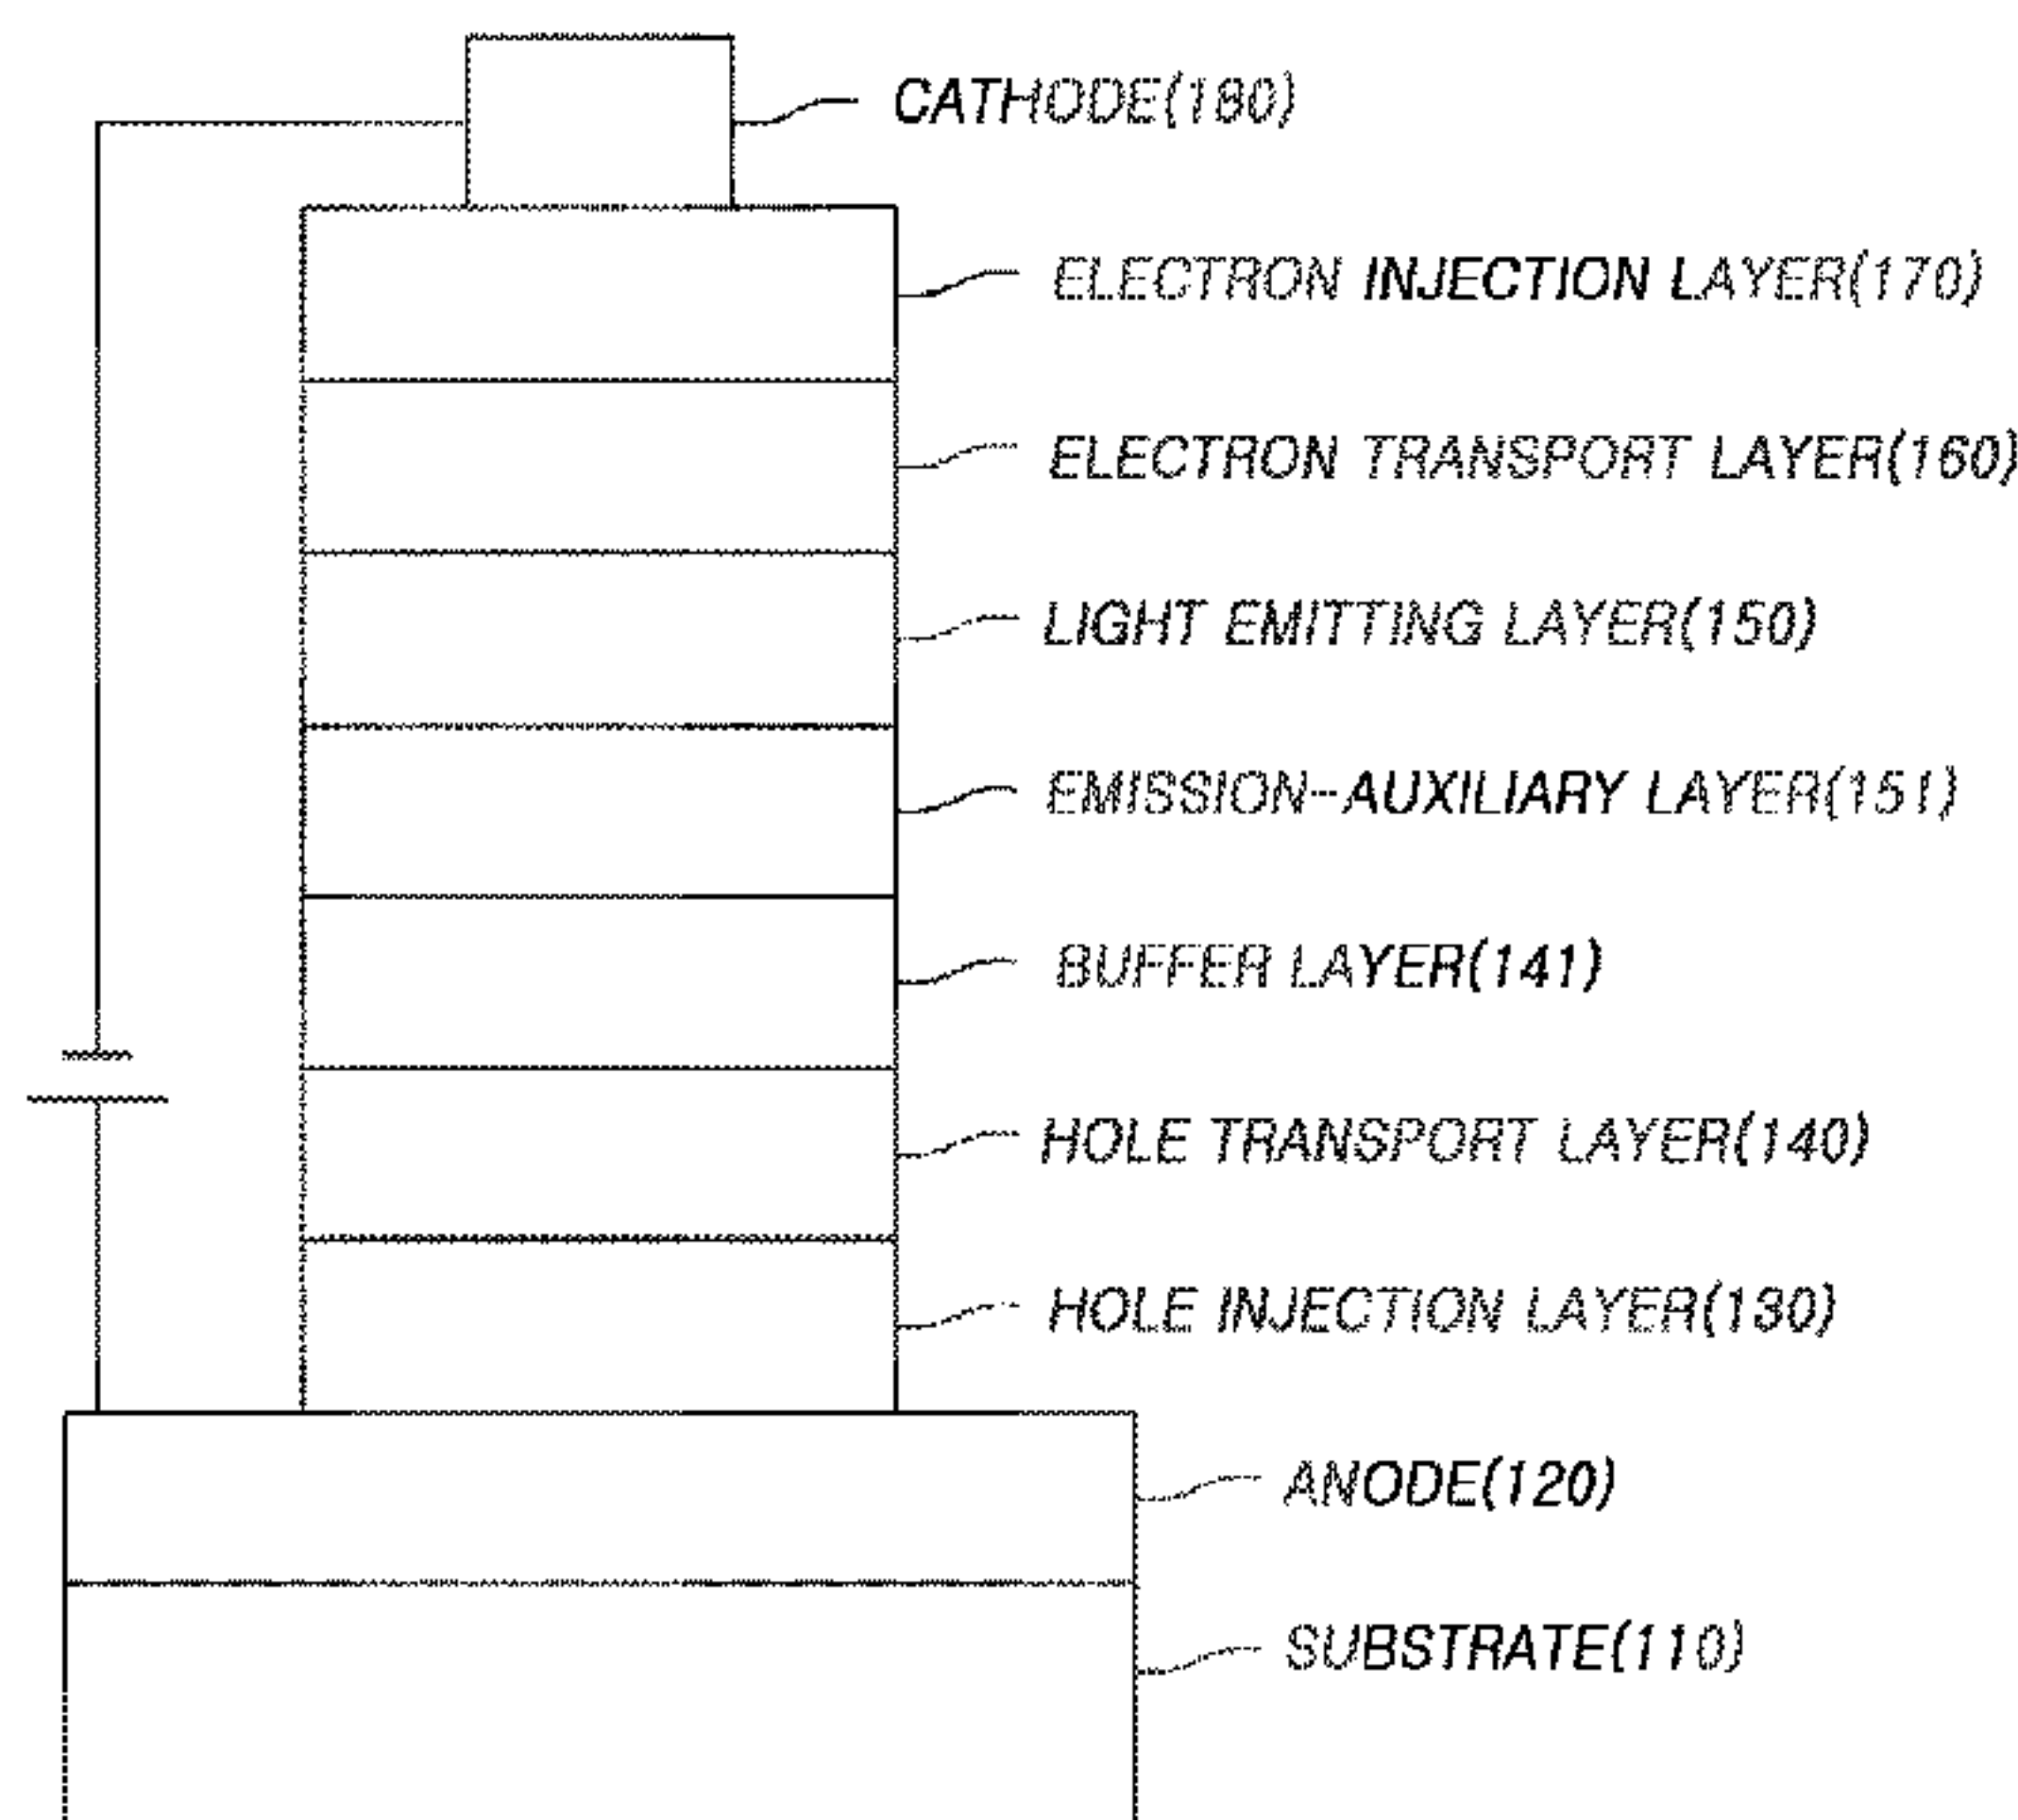 CATHODE(180)
ELECTRON INJECTION LAYER(170)
ELECTRON TRANSPORT LAYER(160)
LIGHT EMITTING LAYER(150)
EMISSION-AUXILIARY LAYER(151)
BUFFER LAYER(141)
HOLE TRANSPORT LAYER(140)
HOLE INJECTION LAYER(130)
ANODE(120)
SUBSTRATE(110)